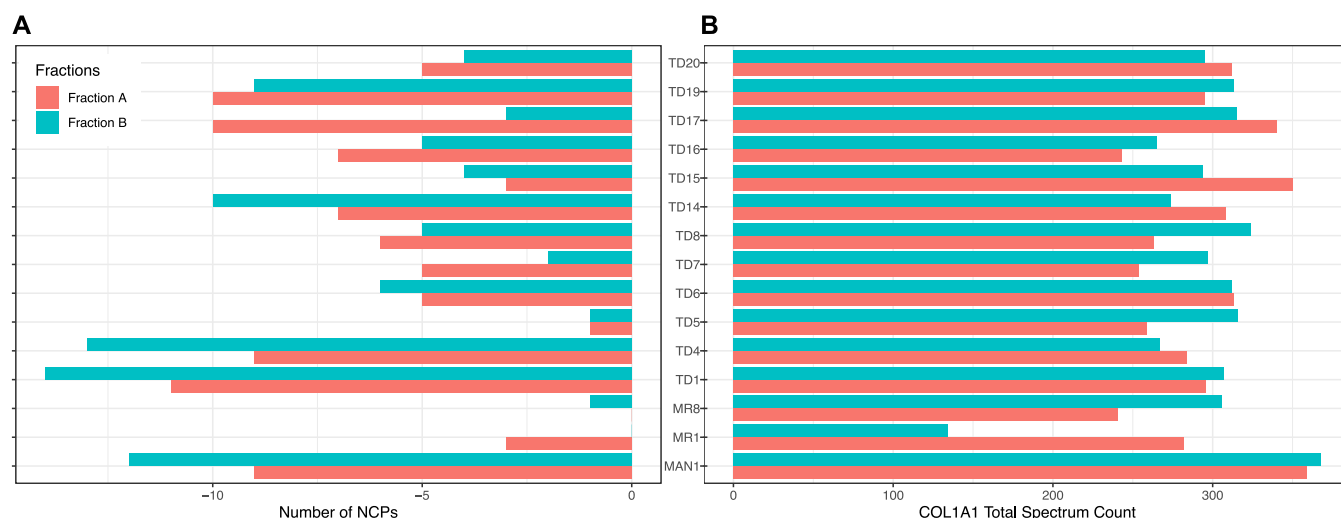 A
B
Fractions
Fraction A
Fraction B
TD20
TD19
TD17
TD16
TD15
TD14
TD8
TD7
TD6
TD5
TD4
TD1
MR8
MR1
MAN1
−10 −5 0
0 100 200 300
Number of NCPs
COL1A1 Total Spectrum Count